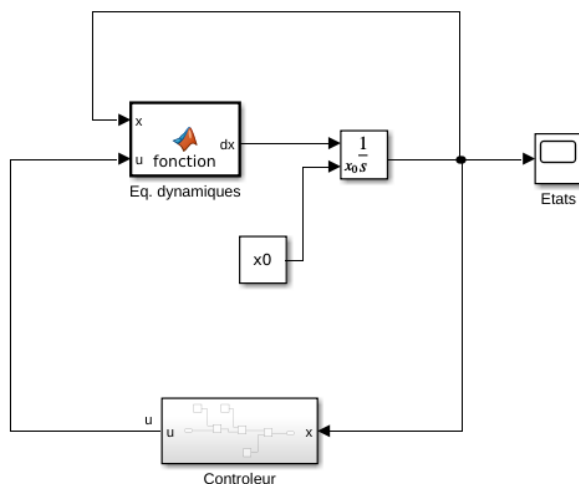 x
u
dx
fonction
Eq. dynamiques
1
x₀ s
Etats
x0
u
u
x
Controleur